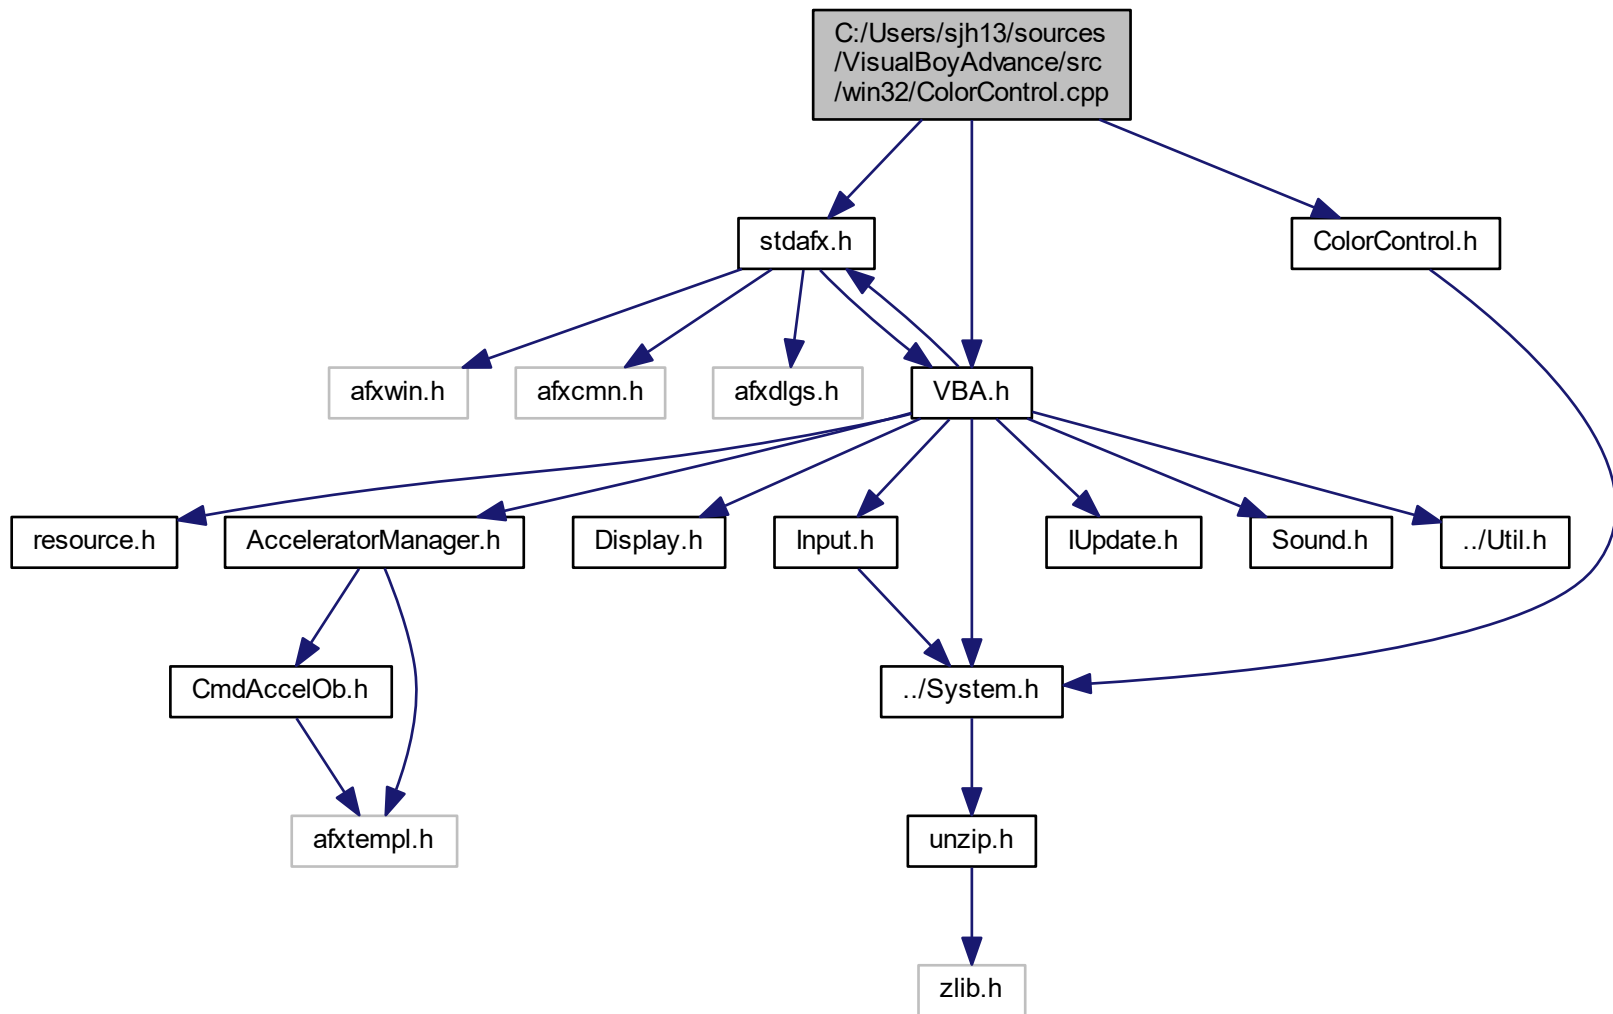 C:/Users/sjh13/sources
/VisualBoyAdvance/src
/win32/ColorControl.cpp
stdafx.h
ColorControl.h
afxwin.h
afxcmn.h
afxdlgs.h
VBA.h
resource.h
AcceleratorManager.h
Display.h
Input.h
IUpdate.h
Sound.h
../Util.h
CmdAccelOb.h
../System.h
afxtempl.h
unzip.h
zlib.h